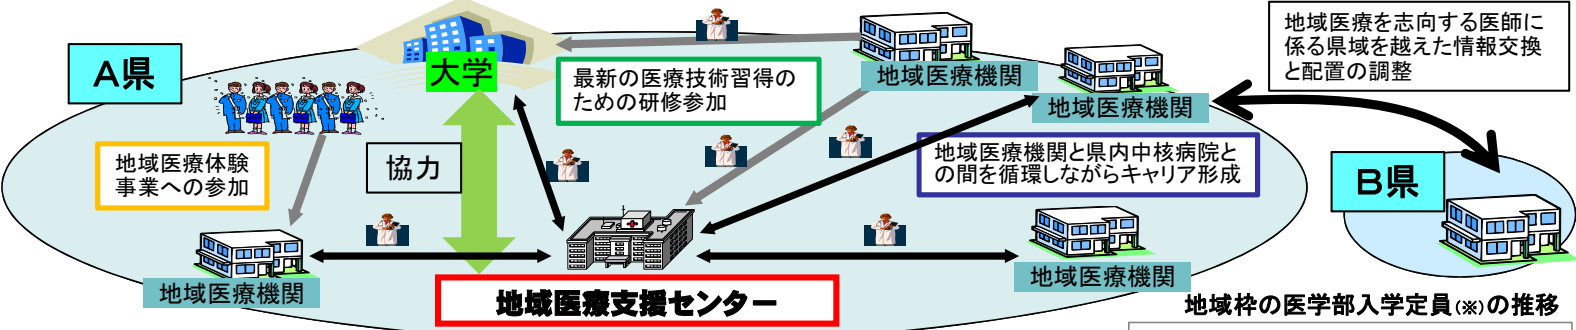 A県
大学
最新の医療技術習得の
ための研修参加
地域医療機関
地域医療機関
地域医療を志向する医師に
係る県域を越えた情報交換
と配置の調整
地域医療体験
事業への参加
協力
地域医療機関と県内中核病院と
の間を循環しながらキャリア形成
B県
地域医療機関
地域医療支援センター
地域医療機関
地域枠の医学部入学定員(※)の推移